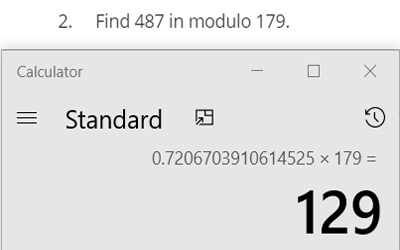 2. Find 487 in modulo 179.
Calculator
Standard
0.7206703910614525 × 179 =
129